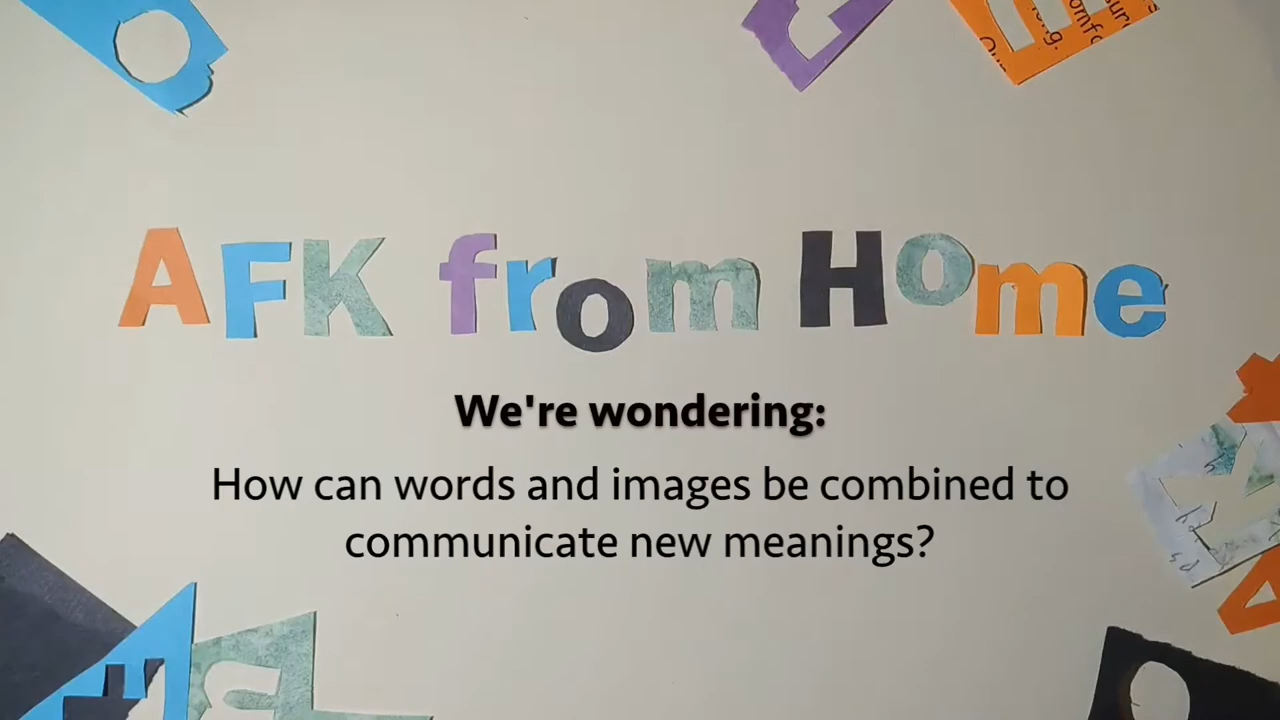 AFK from Home
We're wondering:
How can words and images be combined to
communicate new meanings?